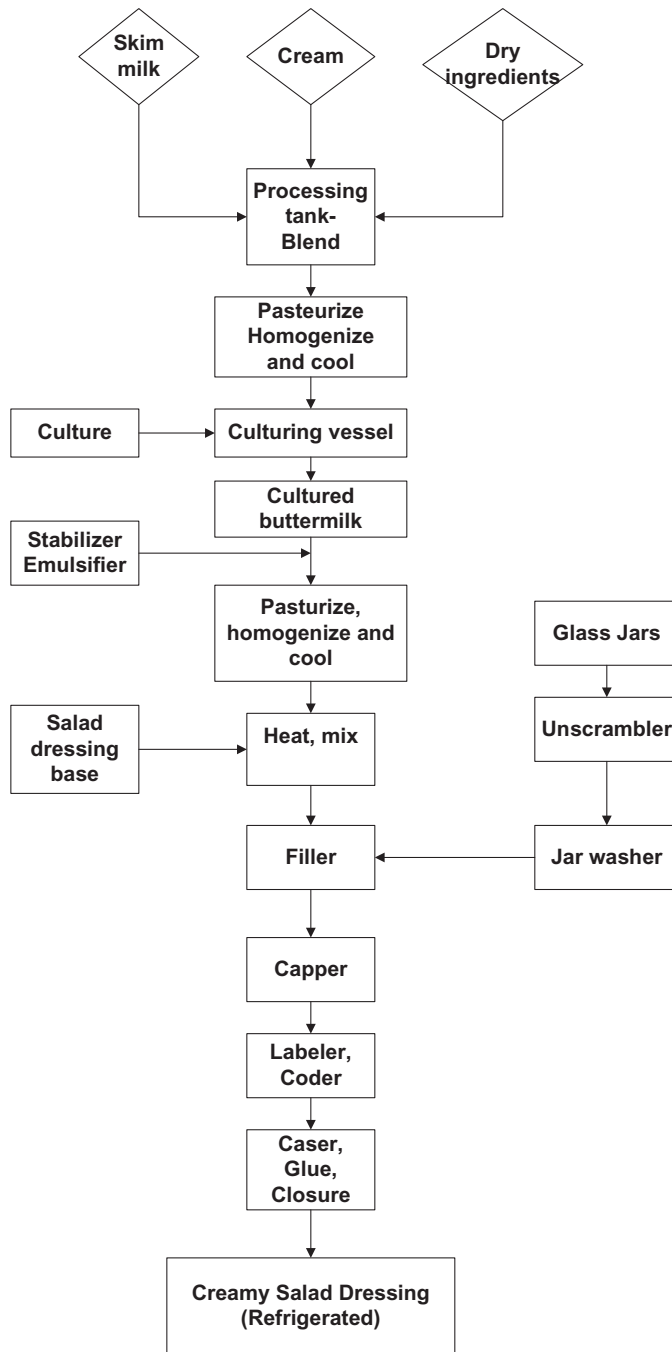 Skim
milk
Cream
Dry
ingredients
Processing
tank-
Blend
Pasteurize
Homogenize
and cool
Culture
Culturing vessel
Cultured
buttermilk
Stabilizer
Emulsifier
Pasturize,
homogenize and
cool
Glass Jars
Salad
dressing
base
Heat, mix
Unscrambler
Filler
Jar washer
Capper
Labeler,
Coder
Caser,
Glue,
Closure
Creamy Salad Dressing
(Refrigerated)